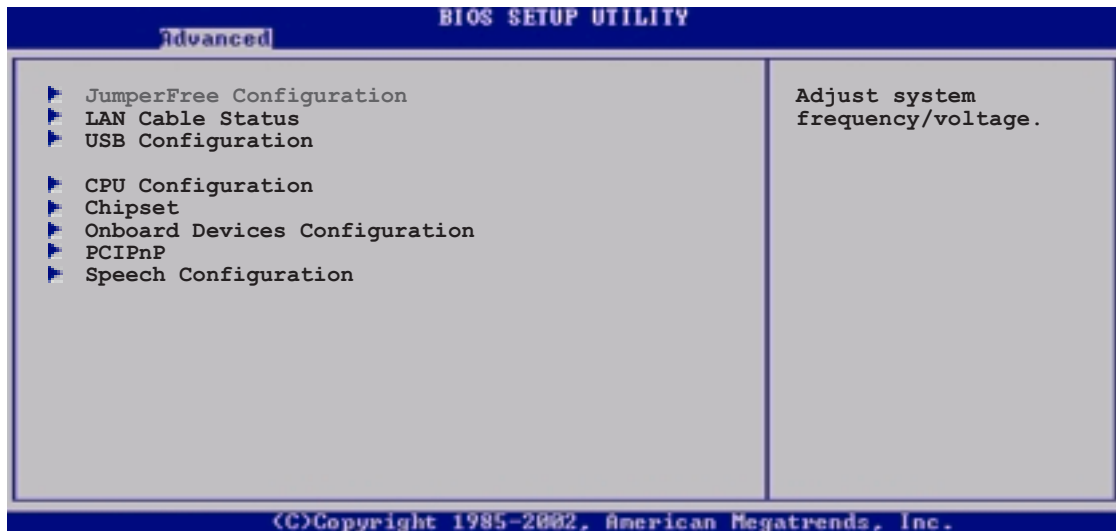 BIOS SETUP UTILITY
Advanced
JumperFree Configuration
LAN Cable Status
USB Configuration
CPU Configuration
Chipset
Onboard Devices Configuration
PCIPnP
Speech Configuration
Adjust system
frequency/voltage.
(C)Copyright 1985-2002, American Megatrends, Inc.